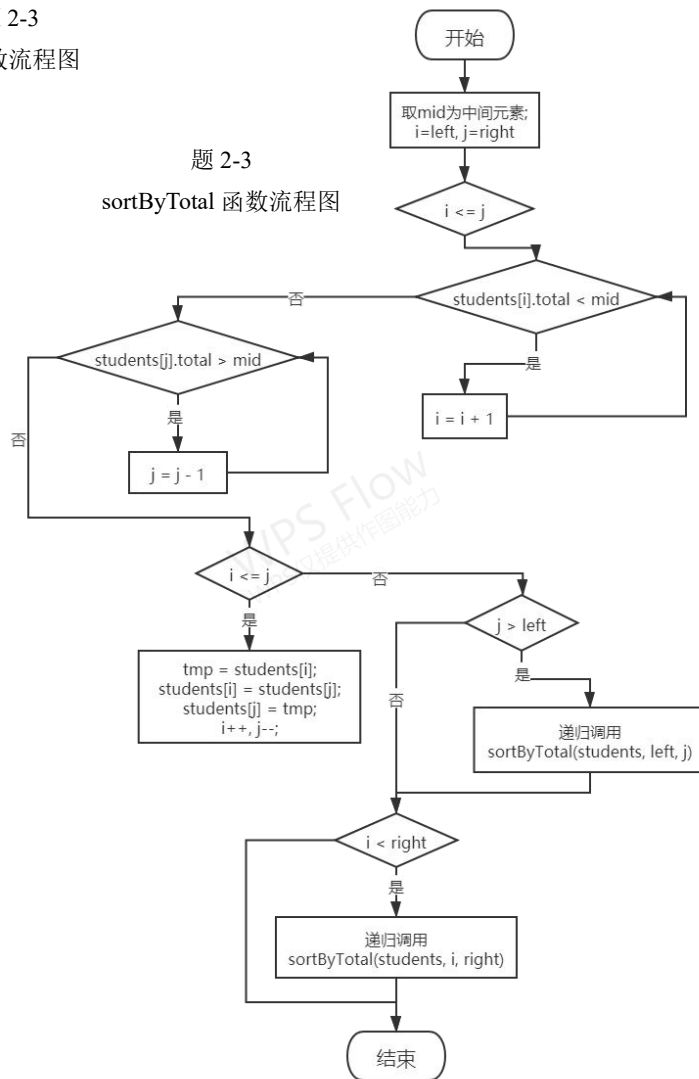 2-3
流程图
开始
取mid为中间元素;
i=left, j=right
题 2-3
sortByTotal 函数流程图
i <= j
students[i].total < mid
否
students[j].total > mid
是
i = i + 1
是
否
j = j - 1
WPS Flow
i <= j
否
是
j > left
tmp = students[i];
students[i] = students[j];
students[j] = tmp;
i++, j--;
是
否
递归调用
sortByTotal(students, left, j)
i < right
是
递归调用
sortByTotal(students, i, right)
结束